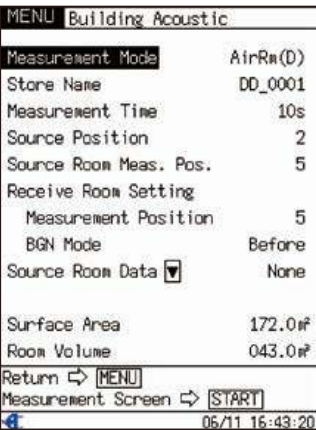 MENU Building Acoustic
Measurement Mode AirRm(D)
Store Name DD_0001
Measurement Time 10s
Source Position 2
Source Room Meas. Pos. 5
Receive Room Setting
Measurement Position 5
BGN Mode Before
Source Room Data ▼ None
Surface Area 172.0㎡
Room Volume 043.0㎥
Return ⇨ MENU
Measurement Screen ⇨ START
06/11 16:43:20